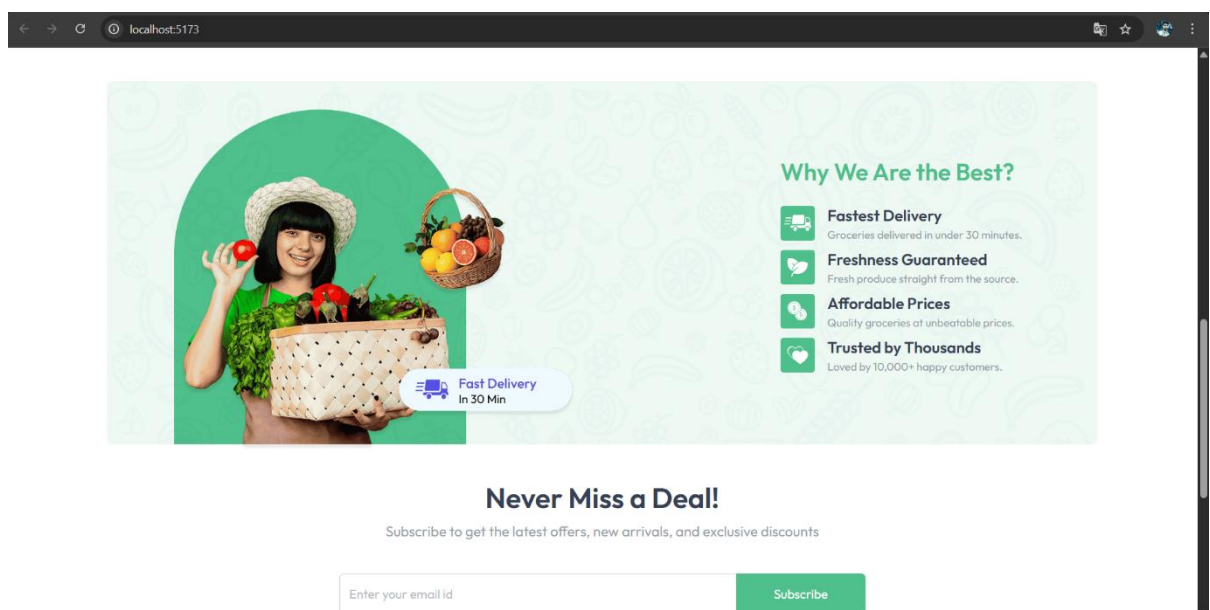 localhost:5173
Why We Are the Best?
Fastest Delivery
Groceries delivered in under 30 minutes.
Freshness Guaranteed
Fresh produce straight from the source.
Affordable Prices
Quality groceries at unbeatable prices.
Trusted by Thousands
Loved by 10,000+ happy customers.
Fast Delivery
In 30 Min
Never Miss a Deal!
Subscribe to get the latest offers, new arrivals, and exclusive discounts
Enter your email id
Subscribe